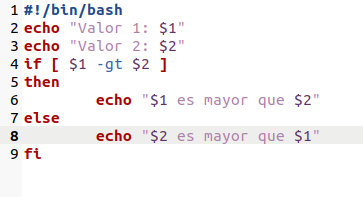 1 #!/bin/bash
2 echo "Valor 1: $1"
3 echo "Valor 2: $2"
4 if [ $1 -gt $2 ]
5 then
6         echo "$1 es mayor que $2"
7 else
8         echo "$2 es mayor que $1"
9 fi